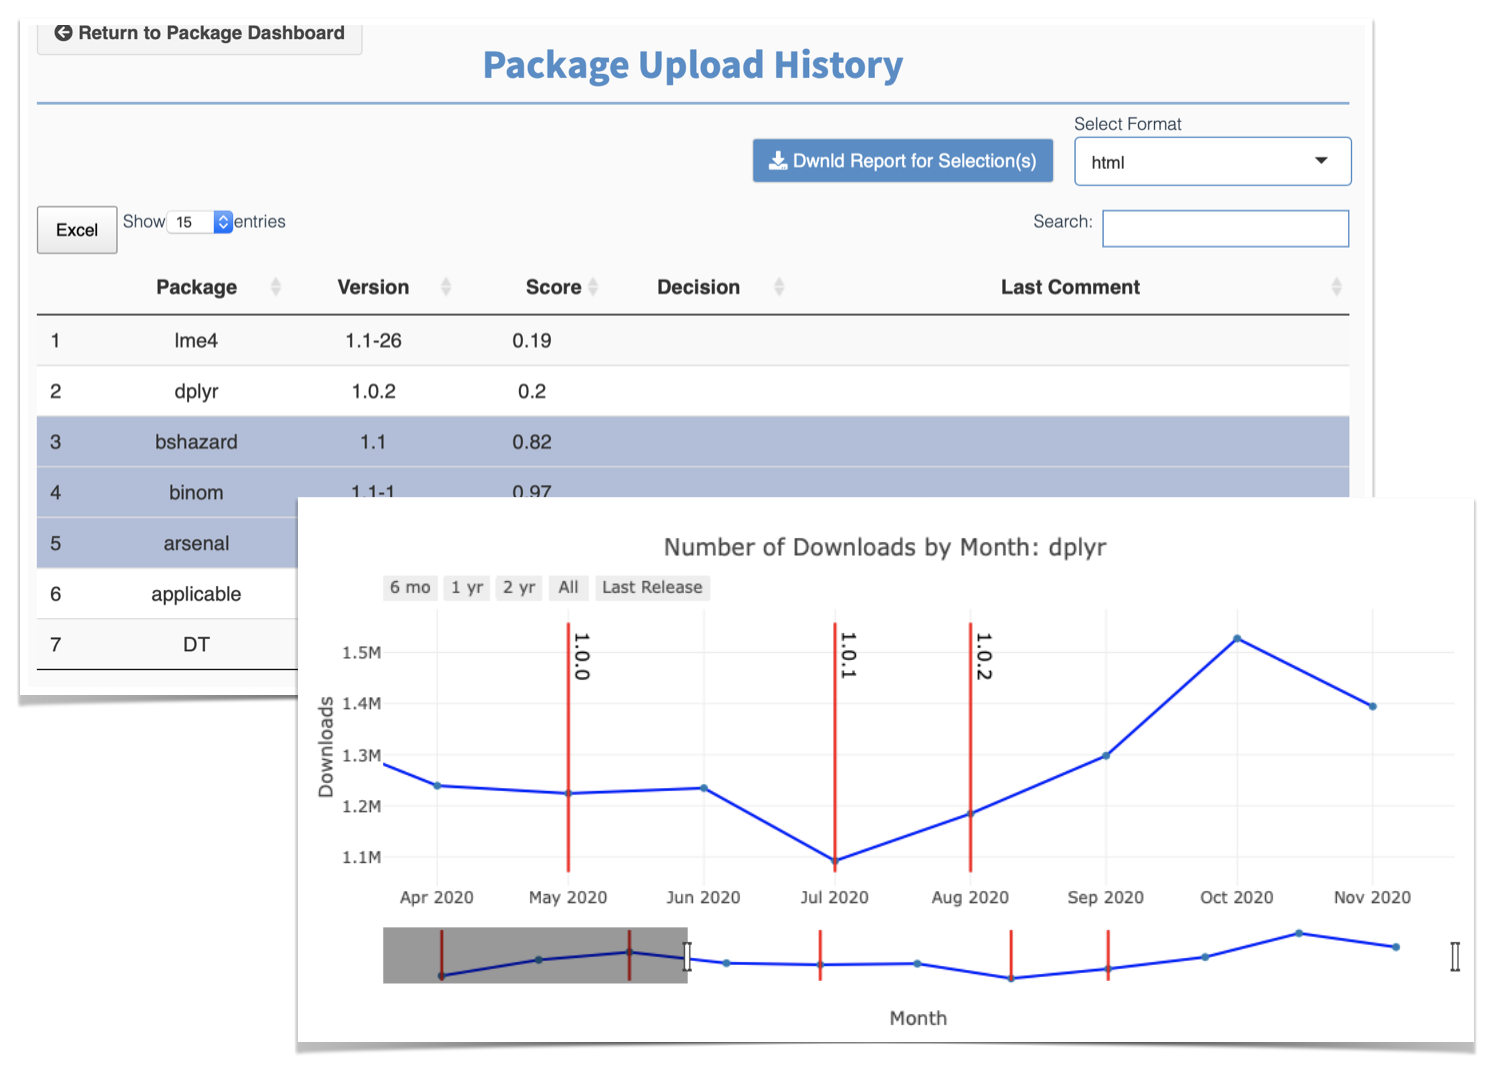 Return to Package Dashboard
Package Upload History
Select Format
Dwnld Report for Selection(s)
html
Excel
Show 15 entries
Search:
Package Version Score Decision Last Comment
1 lme4 1.1-26 0.19
2 dplyr 1.0.2 0.2
3 bshazard 1.1 0.82
4 binom 1.1-1 0.97
5 arsenal
6 applicable
7 DT
Number of Downloads by Month: dplyr
6 mo 1 yr 2 yr All Last Release
1.0.0
1.0.1
1.0.2
1.5M
1.4M
1.3M
1.2M
1.1M
Downloads
Apr 2020 May 2020 Jun 2020 Jul 2020 Aug 2020 Sep 2020 Oct 2020 Nov 2020
Month